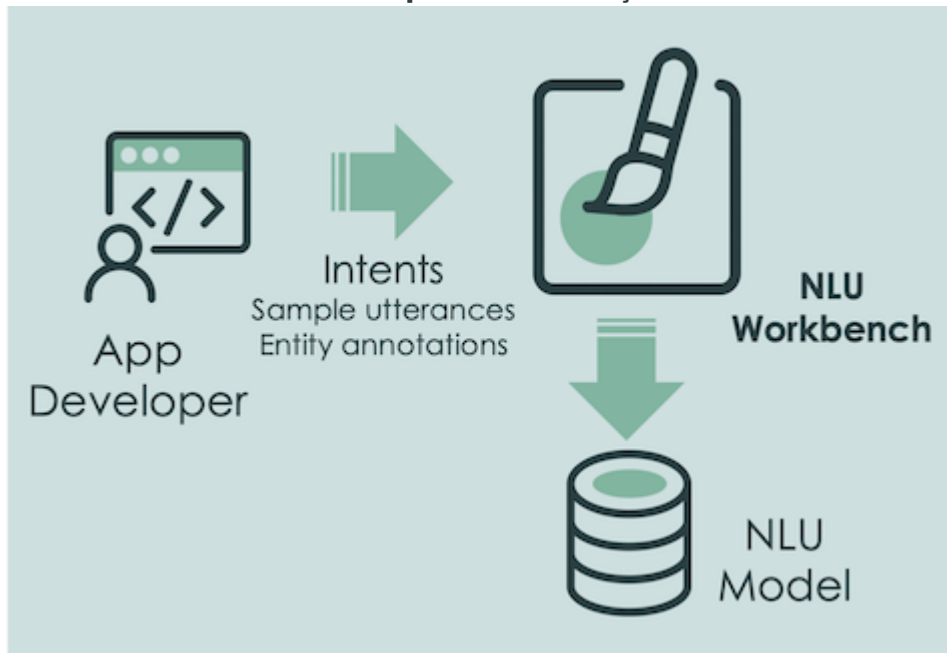 App
Developer
Intents
Sample utterances
Entity annotations
NLU
Workbench
NLU
Model